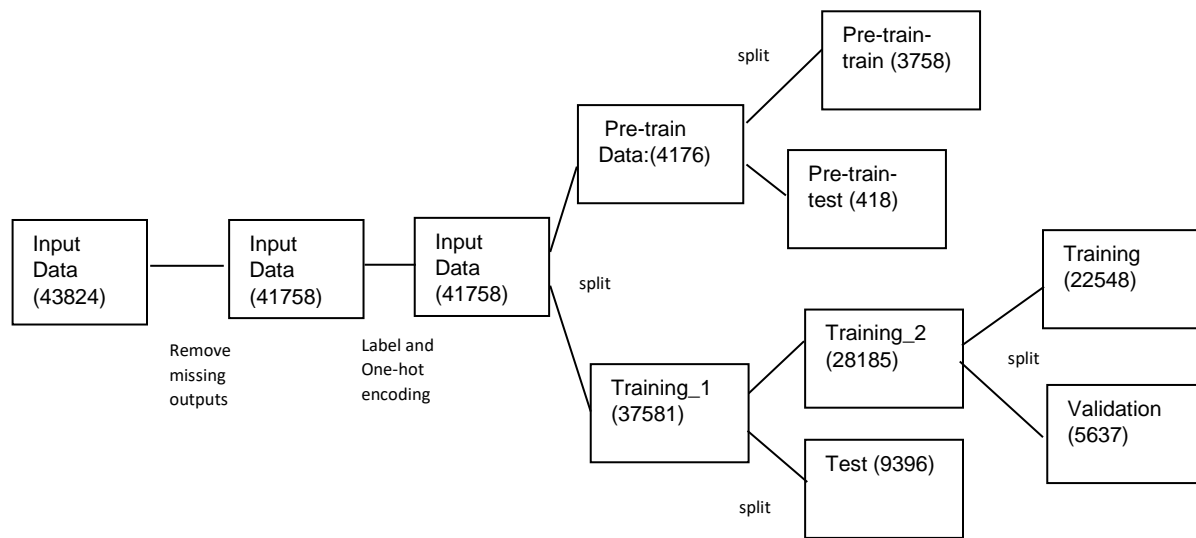 Input
Data
(43824)
Remove
missing
outputs
Input
Data
(41758)
Label and
One-hot
encoding
Input
Data
(41758)
split
Pre-train
Data:(4176)
split
Pre-train-
train (3758)
Pre-train-
test (418)
Training_1
(37581)
split
Training_2
(28185)
Test (9396)
split
Training
(22548)
Validation
(5637)